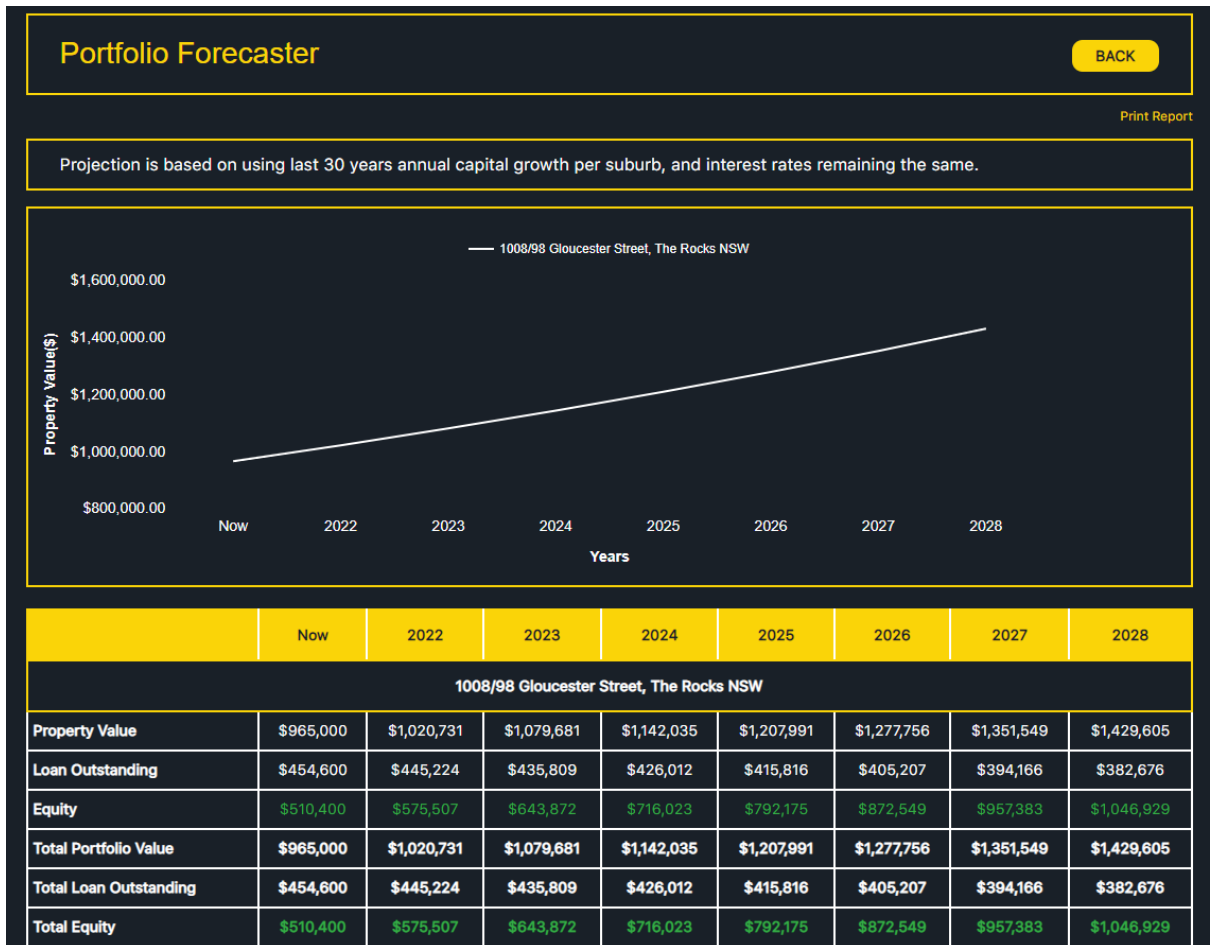 Portfolio Forecaster
BACK
Print Report
Projection is based on using last 30 years annual capital growth per suburb, and interest rates remaining the same.
1008/98 Gloucester Street, The Rocks NSW
Property Value($)
$1,600,000.00
$1,400,000.00
$1,200,000.00
$1,000,000.00
$800,000.00
Now 2022 2023 2024 2025 2026 2027 2028
Years
Now 2022 2023 2024 2025 2026 2027 2028
1008/98 Gloucester Street, The Rocks NSW
Property Value $965,000 $1,020,731 $1,079,681 $1,142,035 $1,207,991 $1,277,756 $1,351,549 $1,429,605
Loan Outstanding $454,600 $445,224 $435,809 $426,012 $415,816 $405,207 $394,166 $382,676
Equity $510,400 $575,507 $643,872 $716,023 $792,175 $872,549 $957,383 $1,046,929
Total Portfolio Value $965,000 $1,020,731 $1,079,681 $1,142,035 $1,207,991 $1,277,756 $1,351,549 $1,429,605
Total Loan Outstanding $454,600 $445,224 $435,809 $426,012 $415,816 $405,207 $394,166 $382,676
Total Equity $510,400 $575,507 $643,872 $716,023 $792,175 $872,549 $957,383 $1,046,929